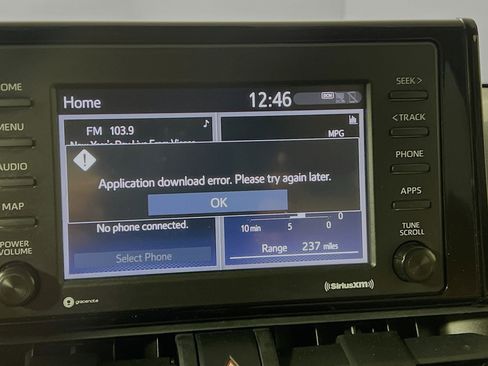 HOME
MENU
AUDIO
MAP
POWER
VOLUME
gracenote
Home
12:46
DCM
FM 103.9
MPG
Application download error. Please try again later.
OK
No phone connected.
Select Phone
0
10 min 5 0
Range 237 miles
SiriusXM
SEEK >
< TRACK
PHONE
APPS
TUNE
SCROLL